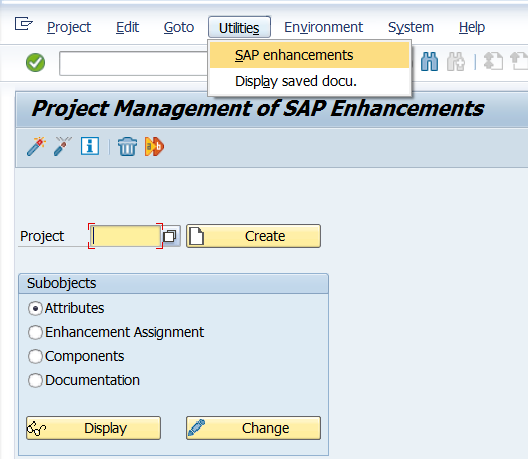 Project Edit Goto Utilities Environment System Help
SAP enhancements
Display saved docu.
Project Management of SAP Enhancements
Project Create
Subobjects
Attributes
Enhancement Assignment
Components
Documentation
Display Change